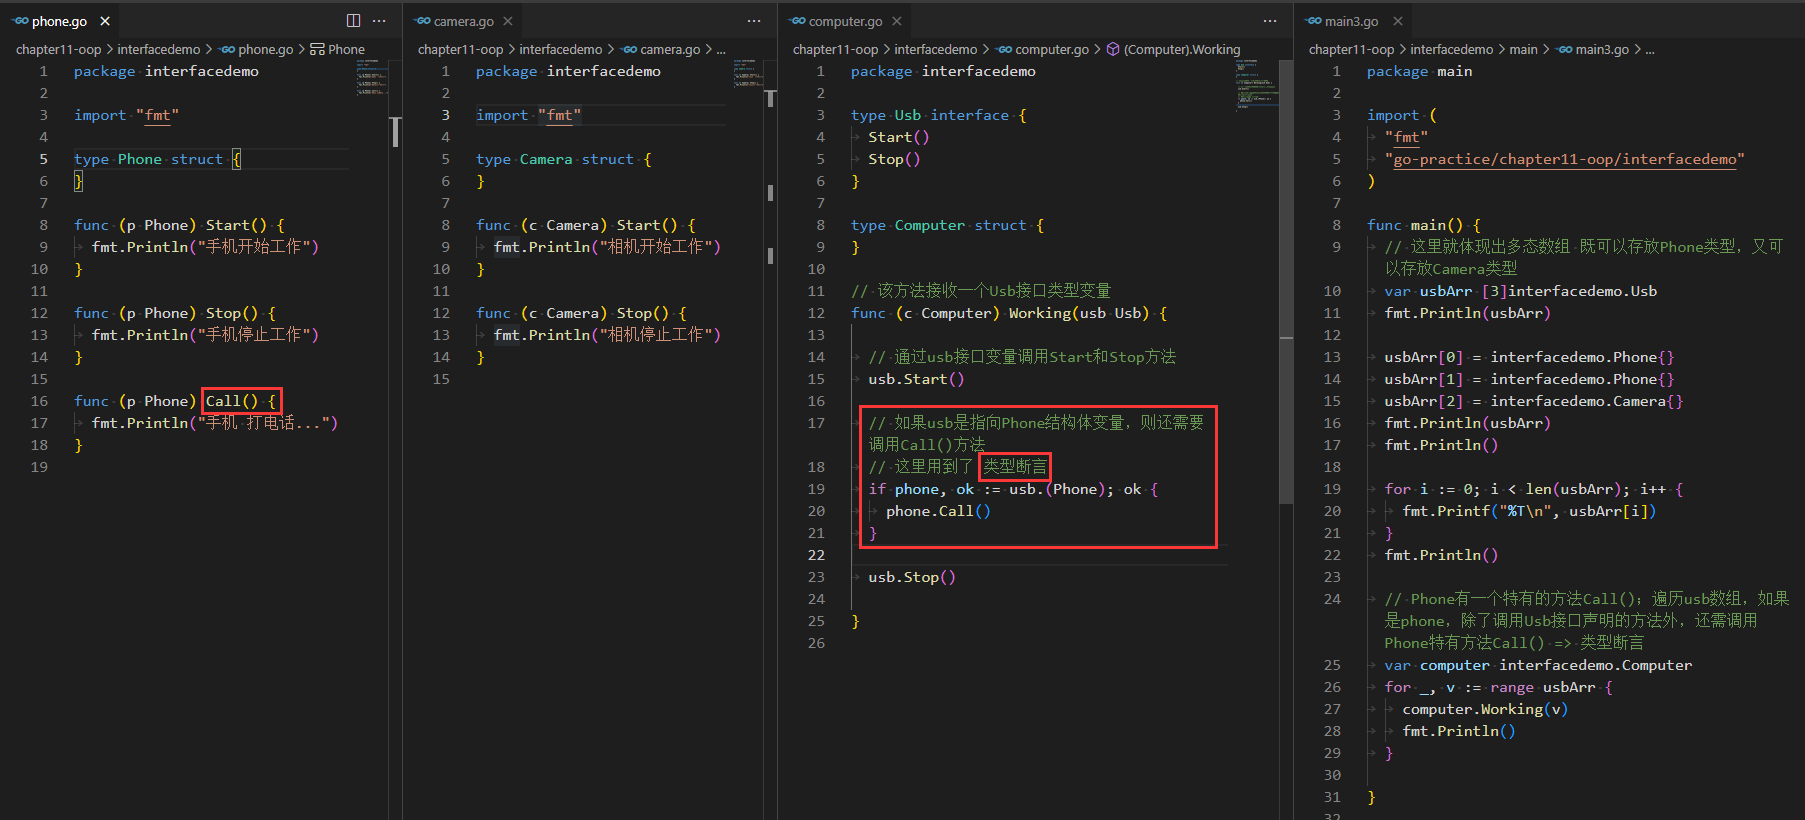 phone.go
chapter11-oop > interfacedemo > phone.go > Phone
1 package interfacedemo
2
3 import "fmt"
4
5 type Phone struct {
6 }
7
8 func (p Phone) Start() {
9 fmt.Println("手机开始工作")
10 }
11
12 func (p Phone) Stop() {
13 fmt.Println("手机停止工作")
14 }
15
16 func (p Phone) Call() {
17 fmt.Println("手机 打电话...")
18 }
19
camera.go
chapter11-oop > interfacedemo > camera.go > ...
1 package interfacedemo
2
3 import "fmt"
4
5 type Camera struct {
6 }
7
8 func (c Camera) Start() {
9 fmt.Println("相机开始工作")
10 }
11
12 func (c Camera) Stop() {
13 fmt.Println("相机停止工作")
14 }
15
computer.go
chapter11-oop > interfacedemo > computer.go > (Computer).Working
1 package interfacedemo
2
3 type Usb interface {
4 Start()
5 Stop()
6 }
7
8 type Computer struct {
9 }
10
11 // 该方法接收一个Usb接口类型变量
12 func (c Computer) Working(usb Usb) {
13
14 // 通过usb接口变量调用Start和Stop方法
15 usb.Start()
16
17 // 如果usb是指向Phone结构体变量，则还需要
调用Call()方法
18 // 这里用到了 类型断言
19 if phone, ok := usb.(Phone); ok {
20 phone.Call()
21 }
22
23 usb.Stop()
24
25 }
26
main3.go
chapter11-oop > interfacedemo > main > main3.go > ...
1 package main
2
3 import (
4 "fmt"
5 "go-practice/chapter11-oop/interfacedemo"
6 )
7
8 func main() {
9 // 这里就体现出多态数组 既可以存放Phone类型，又可
以存放Camera类型
10 var usbArr [3]interfacedemo.Usb
11 fmt.Println(usbArr)
12
13 usbArr[0] = interfacedemo.Phone{}
14 usbArr[1] = interfacedemo.Phone{}
15 usbArr[2] = interfacedemo.Camera{}
16 fmt.Println(usbArr)
17 fmt.Println()
18
19 for i := 0; i < len(usbArr); i++ {
20 fmt.Printf("%T\n", usbArr[i])
21 }
22 fmt.Println()
23
24 // Phone有一个特有的方法Call()；遍历usb数组，如果
是phone，除了调用Usb接口声明的方法外，还需调用
Phone特有方法Call() => 类型断言
25 var computer interfacedemo.Computer
26 for _, v := range usbArr {
27 computer.Working(v)
28 fmt.Println()
29 }
30
31 }
32